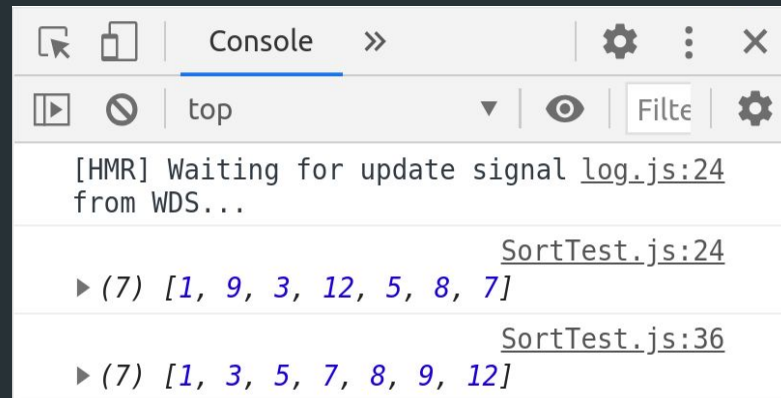 Console
top
Filte
[HMR] Waiting for update signal log.js:24
from WDS...
SortTest.js:24
(7) [1, 9, 3, 12, 5, 8, 7]
SortTest.js:36
(7) [1, 3, 5, 7, 8, 9, 12]